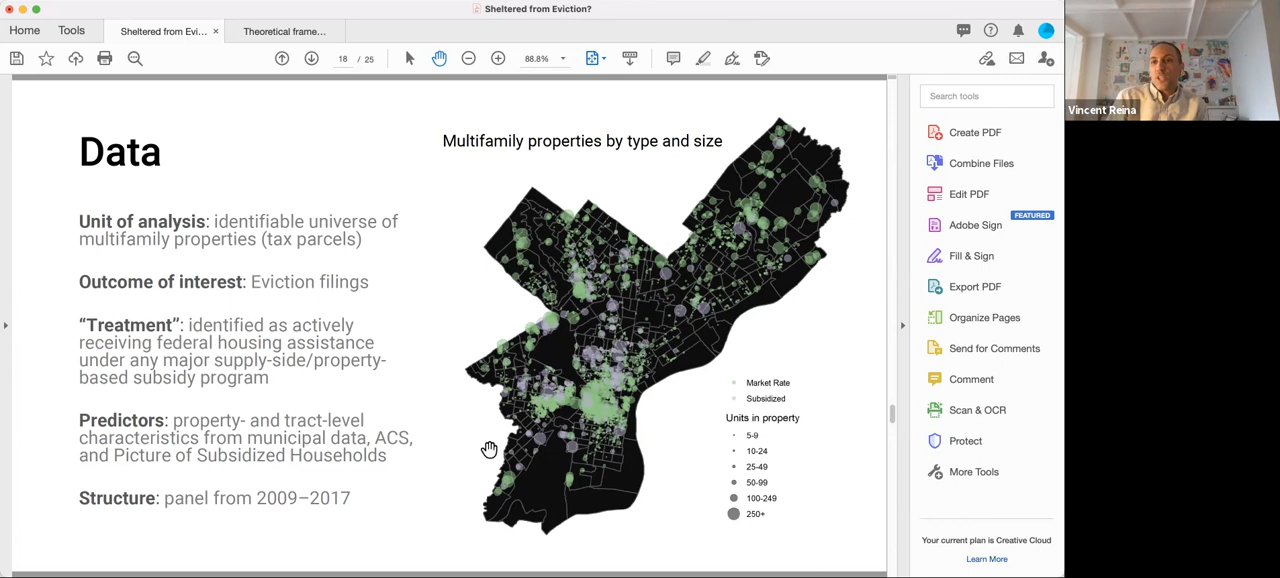 Sheltered from Eviction?
Home
Tools
Sheltered from Evi... ×
Theoretical frame...
18 / 25
88.8%
Vincent Reina
Data
Unit of analysis: identifiable universe of
multifamily properties (tax parcels)
Outcome of interest: Eviction filings
“Treatment”: identified as actively
receiving federal housing assistance
under any major supply-side/property-
based subsidy program
Predictors: property- and tract-level
characteristics from municipal data, ACS,
and Picture of Subsidized Households
Structure: panel from 2009–2017
Multifamily properties by type and size
Market Rate
Subsidized
Units in property
5-9
10-24
25-49
50-99
100-249
250+
Search tools
Create PDF
Combine Files
Edit PDF
FEATURED
Adobe Sign
Fill & Sign
Export PDF
Organize Pages
Send for Comments
Comment
Scan & OCR
Protect
More Tools
Your current plan is Creative Cloud
Learn More